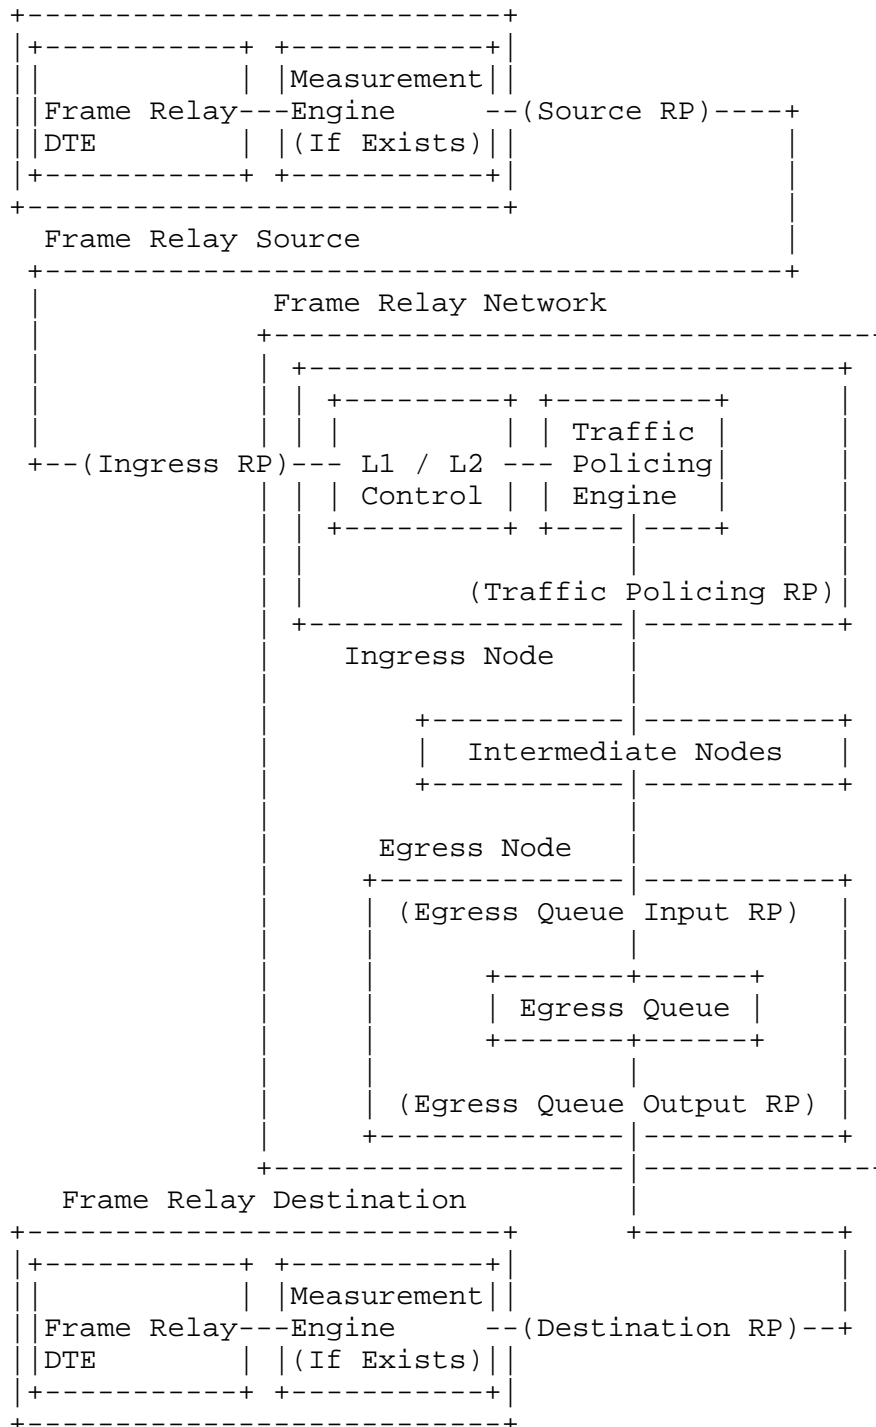 Measurement
Frame Relay Engine (Source RP)
DTE (If Exists)
Frame Relay Source
Frame Relay Network
Traffic
(Ingress RP) L1 / L2 Policing
Control Engine
(Traffic Policing RP)
Ingress Node
Intermediate Nodes
Egress Node
(Egress Queue Input RP)
Egress Queue
(Egress Queue Output RP)
Frame Relay Destination
Measurement
Frame Relay Engine (Destination RP)
DTE (If Exists)